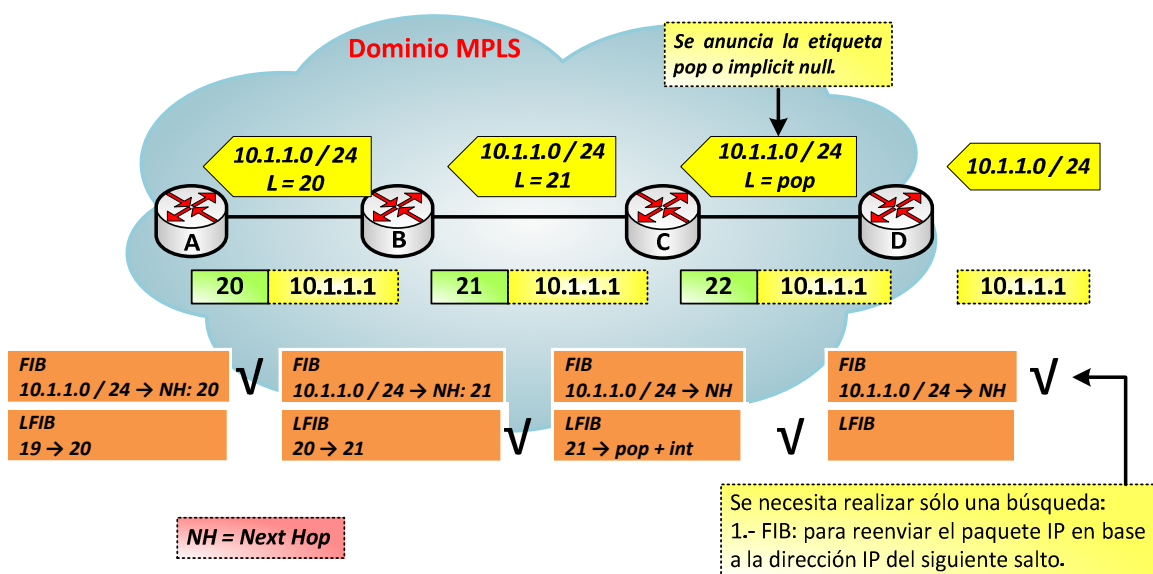 Dominio MPLS
Se anuncia la etiqueta
pop o implicit null.
10.1.1.0 / 24
L = 20
10.1.1.0 / 24
L = 21
10.1.1.0 / 24
L = pop
10.1.1.0 / 24
A
B
C
D
20 10.1.1.1
21 10.1.1.1
22 10.1.1.1
10.1.1.1
FIB
10.1.1.0 / 24 → NH: 20
√
FIB
10.1.1.0 / 24 → NH: 21
FIB
10.1.1.0 / 24 → NH
FIB
10.1.1.0 / 24 → NH
√
LFIB
19 → 20
LFIB
20 → 21
√
LFIB
21 → pop + int
√
LFIB
NH = Next Hop
Se necesita realizar sólo una búsqueda:
1.- FIB: para reenviar el paquete IP en base
a la dirección IP del siguiente salto.